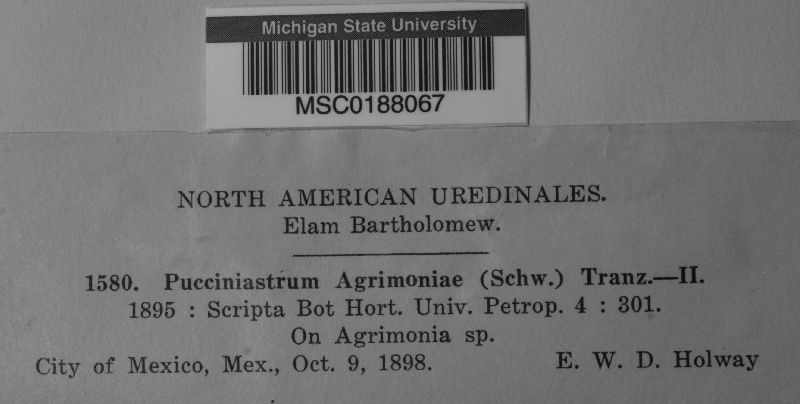 Michigan State University
MSC0188067
NORTH AMERICAN UREDINALES.
Elam Bartholomew.
1580. Pucciniastrum Agrimoniae (Schw.) Tranz.—II.
1895 : Scripta Bot Hort. Univ. Petrop. 4 : 301.
On Agrimonia sp.
City of Mexico, Mex., Oct. 9, 1898. E. W. D. Holway